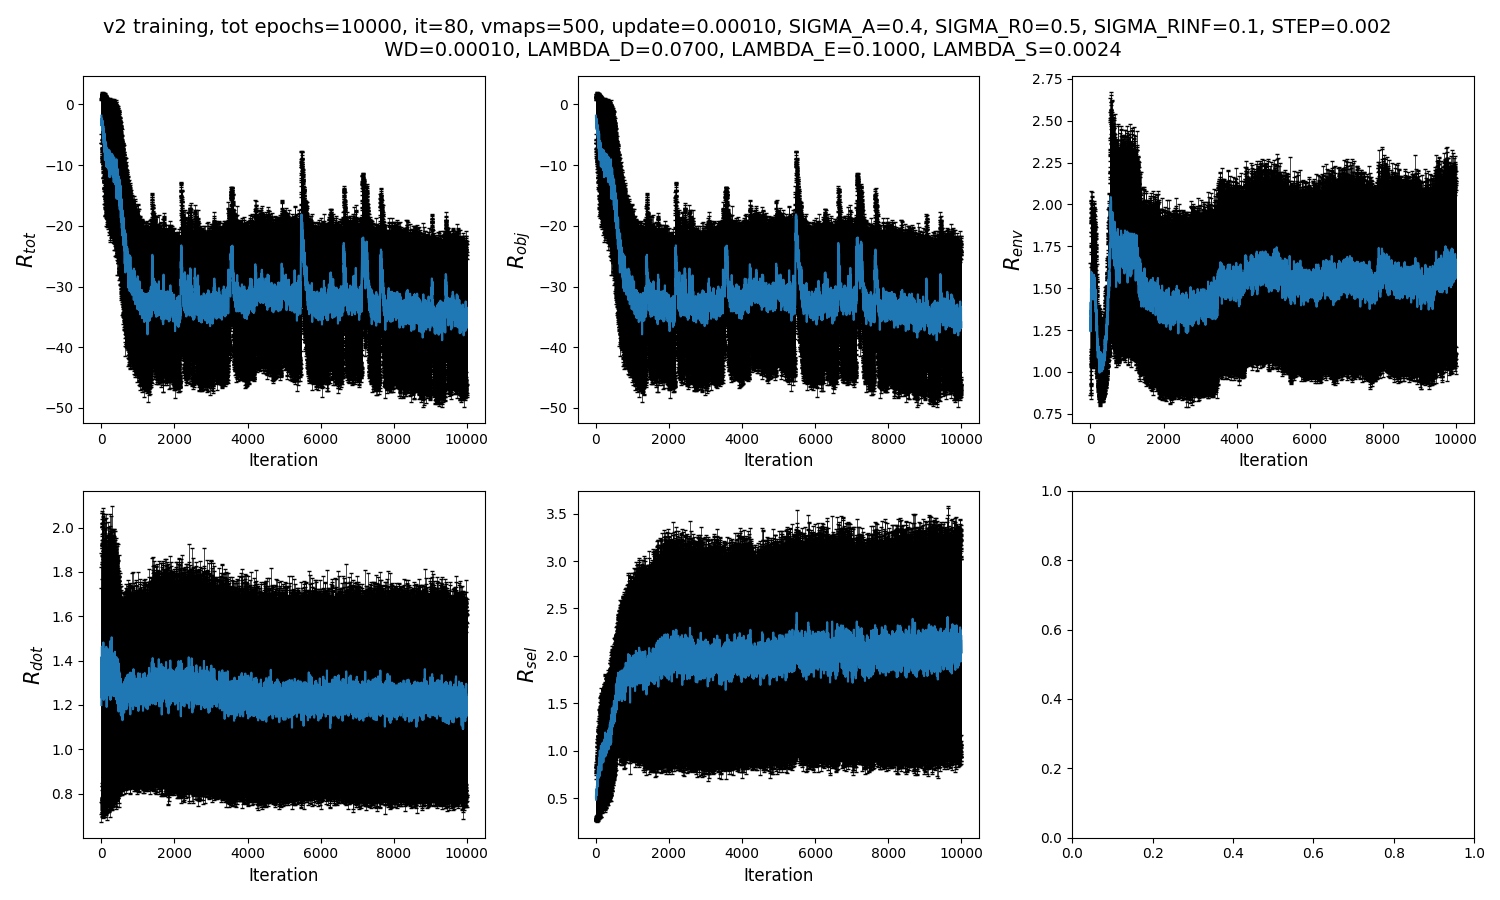 v2 training, tot epochs=10000, it=80, vmaps=500, update=0.00010, SIGMA_A=0.4, SIGMA_R0=0.5, SIGMA_RINF=0.1, STEP=0.002
WD=0.00010, LAMBDA_D=0.0700, LAMBDA_E=0.1000, LAMBDA_S=0.0024
R_tot
0
−10
−20
−30
−40
−50
0 2000 4000 6000 8000 10000
Iteration
R_obj
0
−10
−20
−30
−40
−50
0 2000 4000 6000 8000 10000
Iteration
R_env
2.75
2.50
2.25
2.00
1.75
1.50
1.25
1.00
0.75
0 2000 4000 6000 8000 10000
Iteration
R_dot
2.0
1.8
1.6
1.4
1.2
1.0
0.8
0 2000 4000 6000 8000 10000
Iteration
R_sel
3.5
3.0
2.5
2.0
1.5
1.0
0.5
0 2000 4000 6000 8000 10000
Iteration
1.0
0.8
0.6
0.4
0.2
0.0
0.0 0.2 0.4 0.6 0.8 1.0